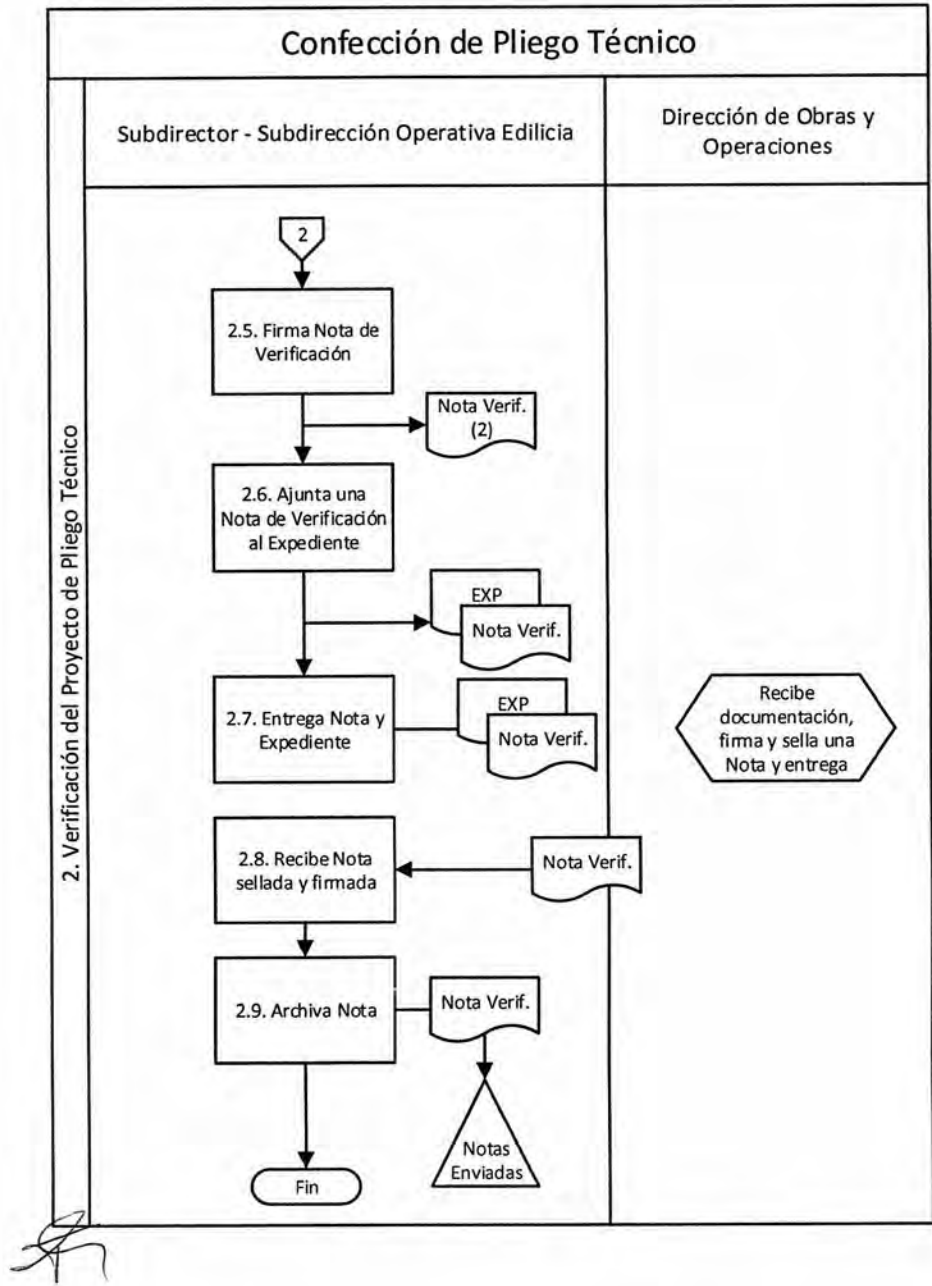 Confección de Pliego Técnico
Subdirector - Subdirección Operativa Edilicia
Dirección de Obras y
Operaciones
2. Verificación del Proyecto de Pliego Técnico
2
2.5. Firma Nota de
Verificación
Nota Verif.
(2)
2.6. Ajunta una
Nota de Verificación
al Expediente
EXP
Nota Verif.
2.7. Entrega Nota y
Expediente
EXP
Nota Verif.
Recibe
documentación,
firma y sella una
Nota y entrega
2.8. Recibe Nota
sellada y firmada
Nota Verif.
2.9. Archiva Nota
Nota Verif.
Notas
Enviadas
Fin